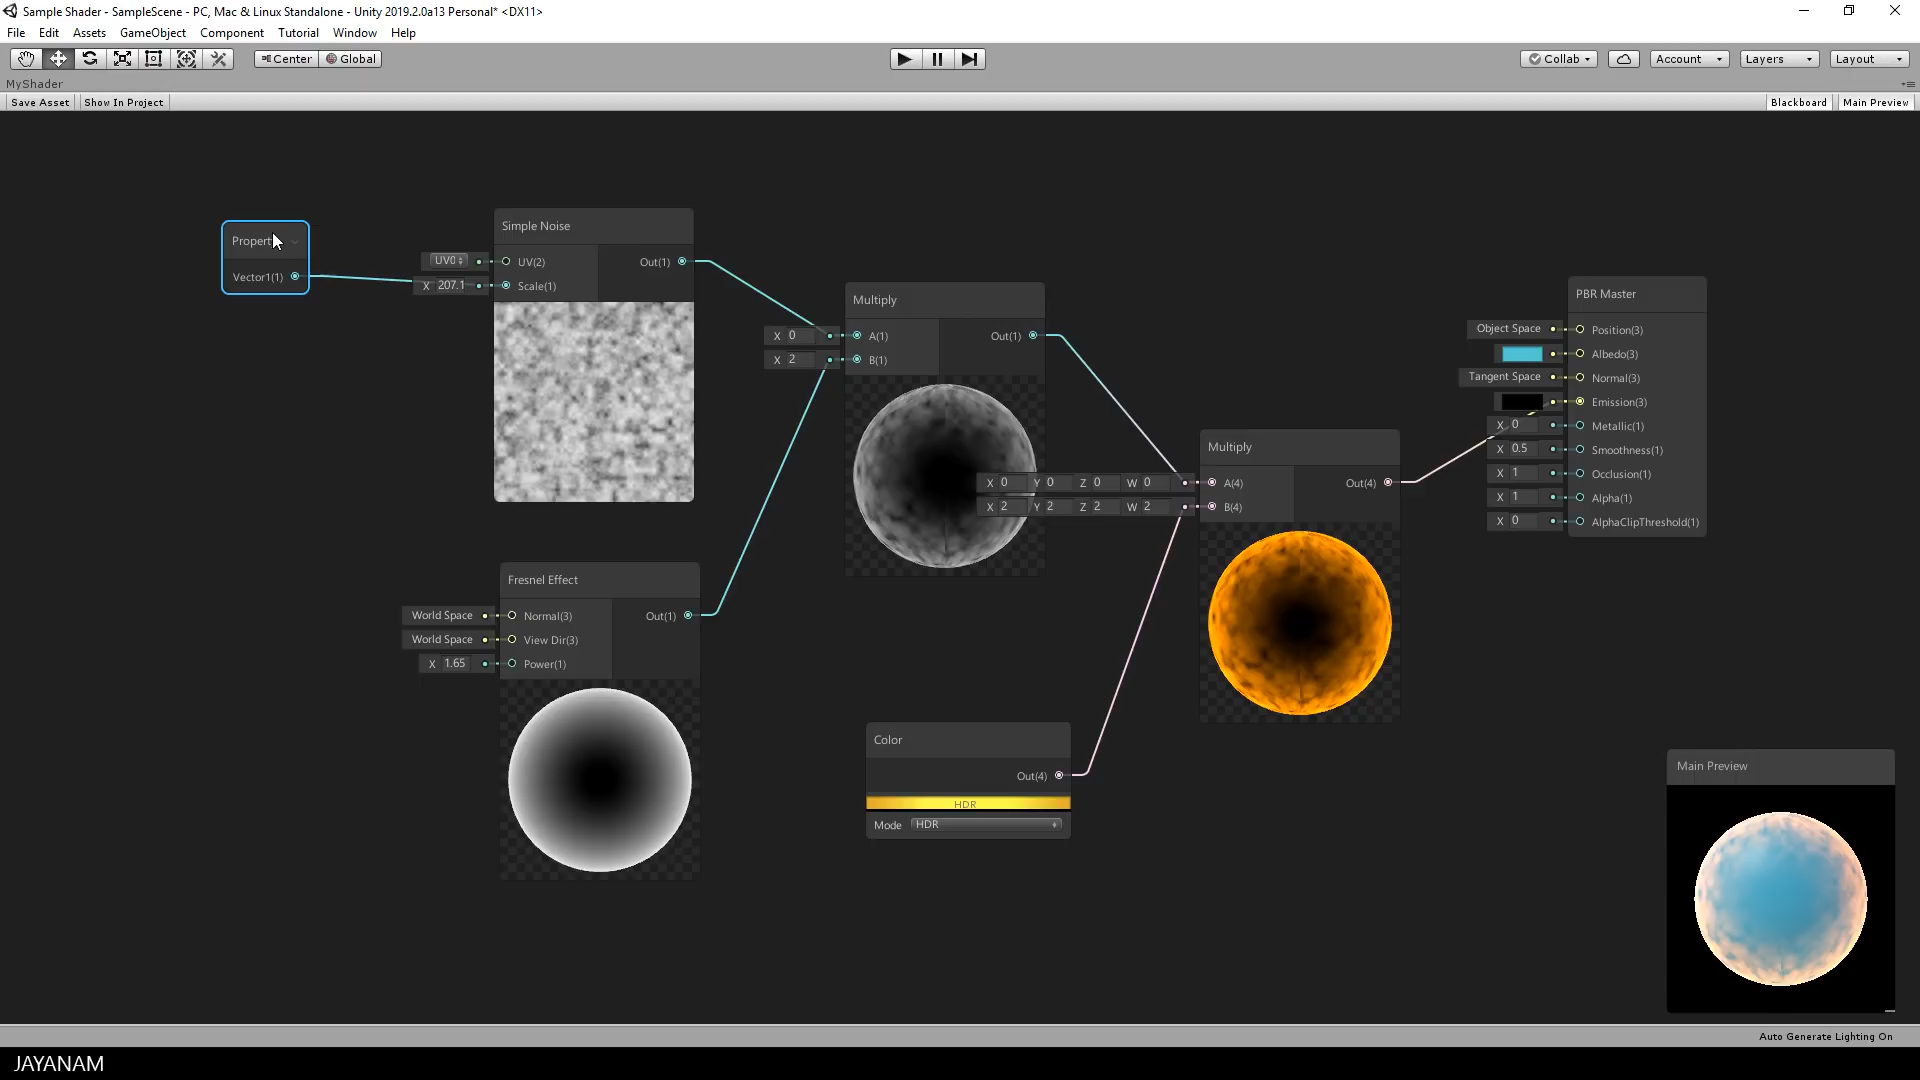 Sample Shader - SampleScene - PC, Mac & Linux Standalone - Unity 2019.2.0a13 Personal* <DX11>
File Edit Assets GameObject Component Tutorial Window Help
Center Global Collab Account Layers Layout
MyShader
Save Asset Show In Project Blackboard Main Preview
Vector1(1)
Simple Noise
UV0 UV(2) Out(1)
X 207.1 Scale(1)
Multiply
X 0 A(1) Out(1)
X 2 B(1)
Fresnel Effect
World Space Normal(3) Out(1)
World Space View Dir(3)
X 1.65 Power(1)
Color
Out(4)
HDR
Mode HDR
Multiply
X 0 Y 0 Z 0 W 0 A(4) Out(4)
X 2 Y 2 Z 2 W 2 B(4)
PBR Master
Object Space Position(3)
Albedo(3)
Tangent Space Normal(3)
Emission(3)
X 0 Metallic(1)
X 0.5 Smoothness(1)
X 1 Occlusion(1)
X 1 Alpha(1)
X 0 AlphaClipThreshold(1)
Main Preview
Auto Generate Lighting On
JAYANAM